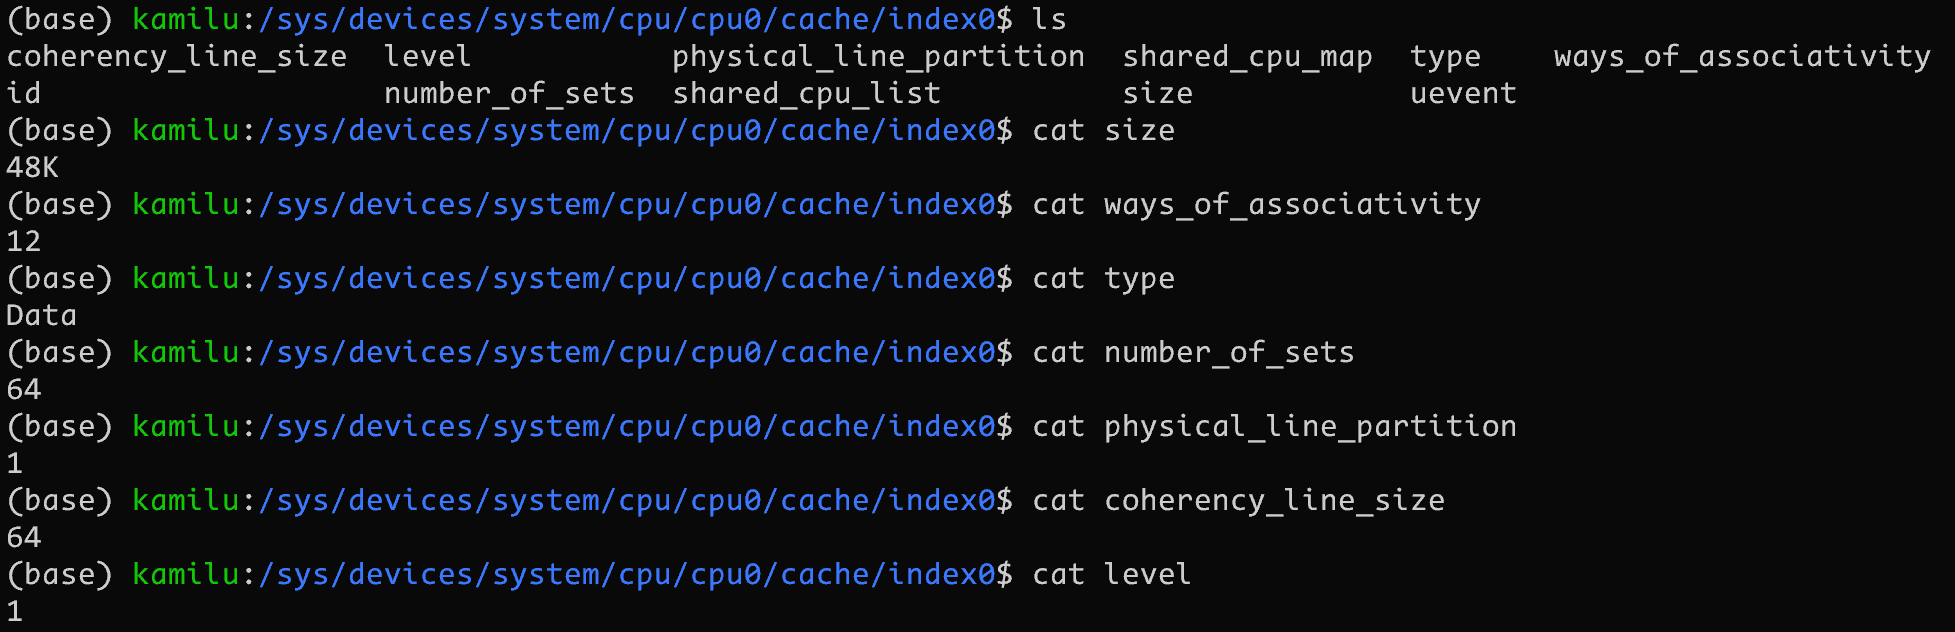 (base) kamilu:/sys/devices/system/cpu/cpu0/cache/index0$ ls
coherency_line_size  level           physical_line_partition  shared_cpu_map  type    ways_of_associativity
id                   number_of_sets  shared_cpu_list          size            uevent
(base) kamilu:/sys/devices/system/cpu/cpu0/cache/index0$ cat size
48K
(base) kamilu:/sys/devices/system/cpu/cpu0/cache/index0$ cat ways_of_associativity
12
(base) kamilu:/sys/devices/system/cpu/cpu0/cache/index0$ cat type
Data
(base) kamilu:/sys/devices/system/cpu/cpu0/cache/index0$ cat number_of_sets
64
(base) kamilu:/sys/devices/system/cpu/cpu0/cache/index0$ cat physical_line_partition
1
(base) kamilu:/sys/devices/system/cpu/cpu0/cache/index0$ cat coherency_line_size
64
(base) kamilu:/sys/devices/system/cpu/cpu0/cache/index0$ cat level
1